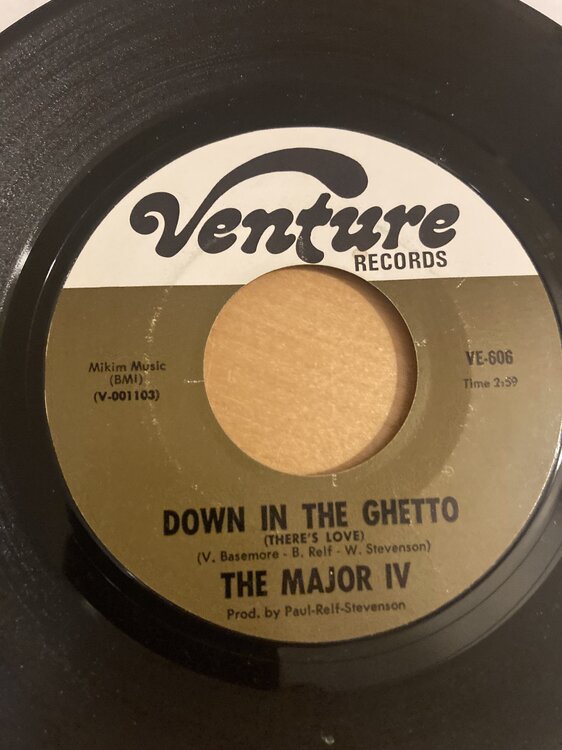 Venture
RECORDS
Mikim Music
(BMI)
(V-001103)
VE-606
Time 2:59
DOWN IN THE GHETTO
(THERE'S LOVE)
(V. Basemore - B. Relf - W. Stevenson)
THE MAJOR IV
Prod. by Paul-Relf-Stevenson